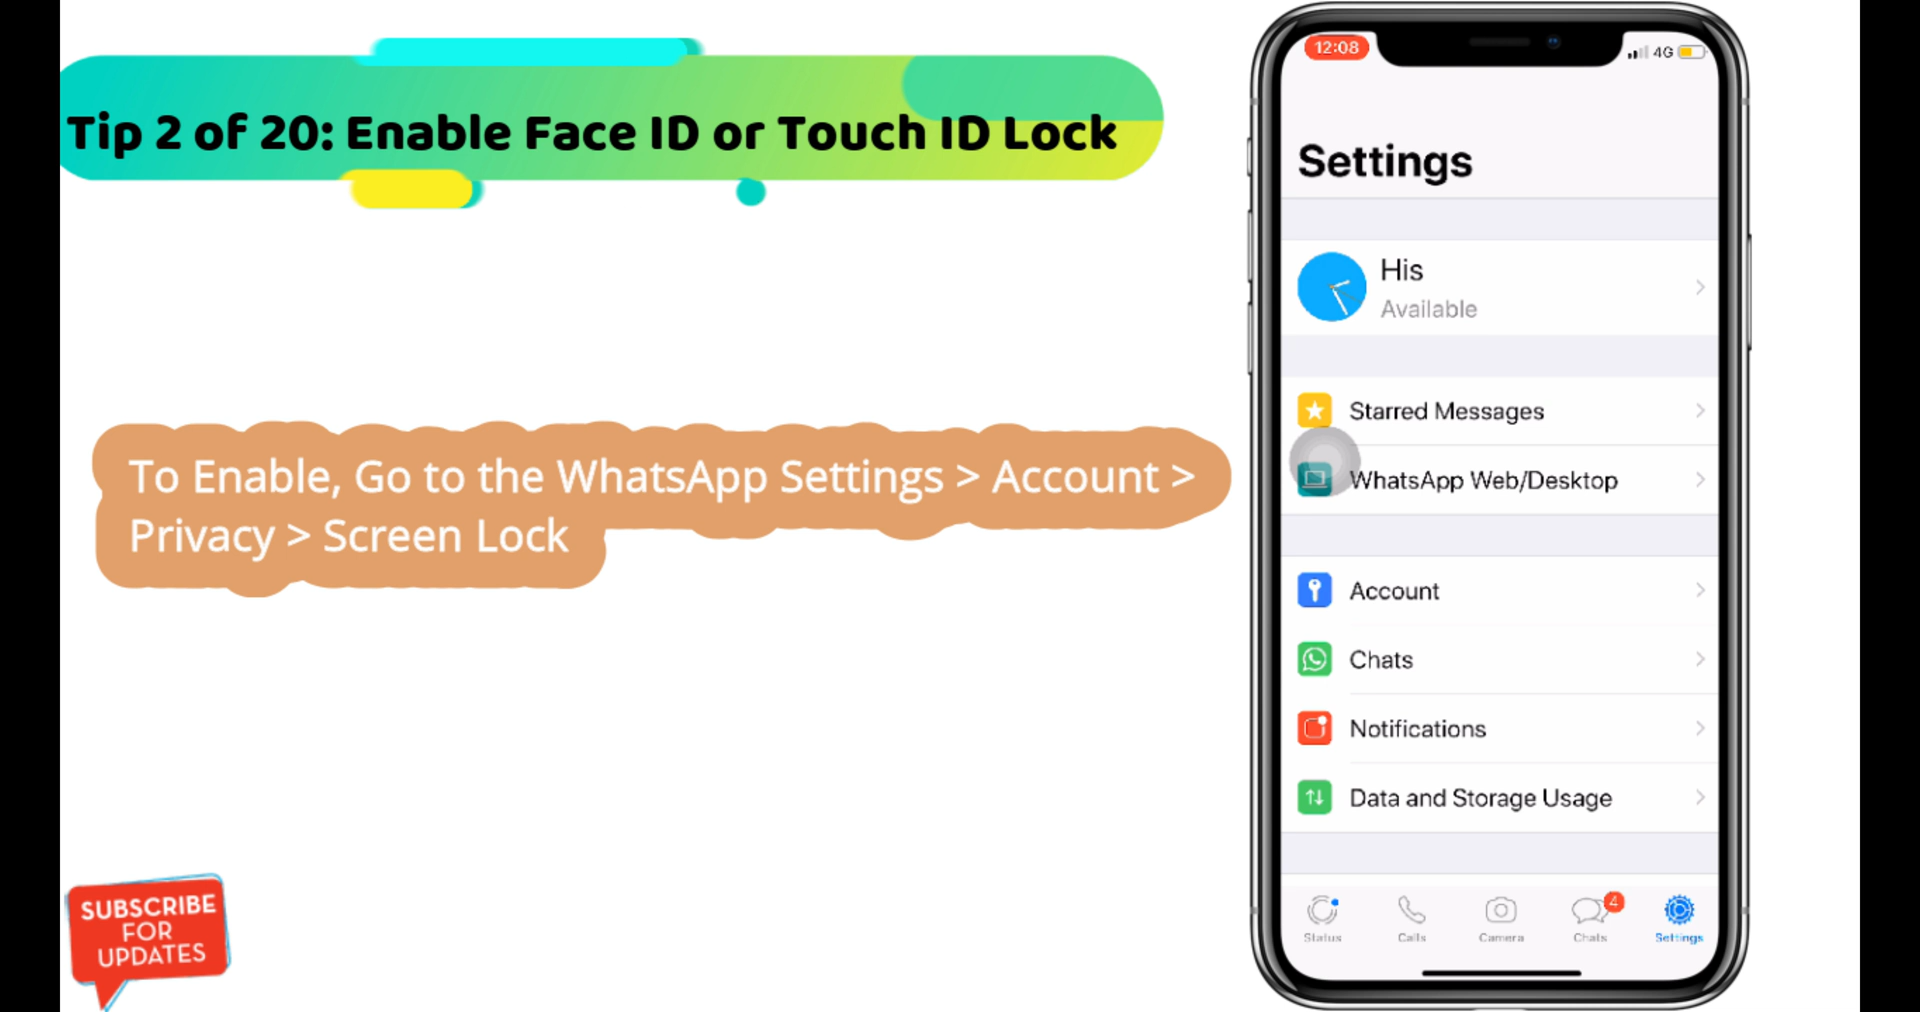 Tip 2 of 20: Enable Face ID or Touch ID Lock
To Enable, Go to the WhatsApp Settings > Account >
Privacy > Screen Lock
SUBSCRIBE
FOR
UPDATES
12:08
4G
Settings
His
Available
Starred Messages
WhatsApp Web/Desktop
Account
Chats
Notifications
Data and Storage Usage
4
Status Calls Camera Chats Settings